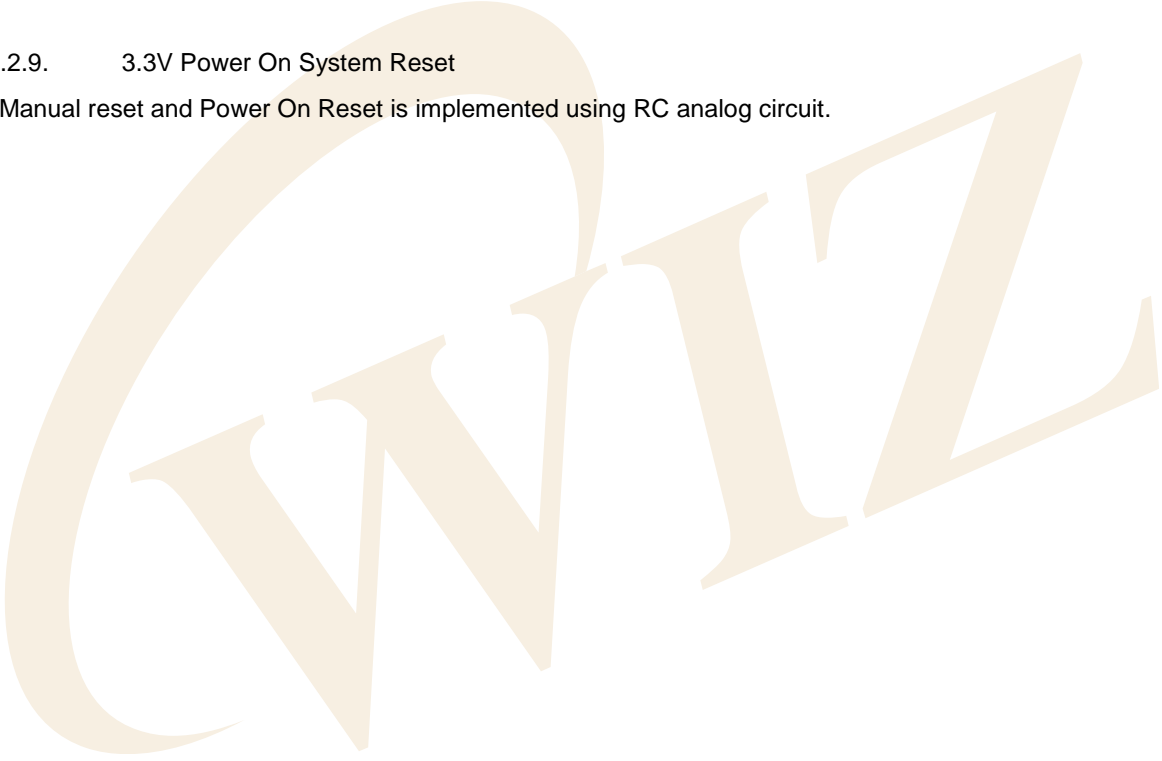 .2.9. 3.3V Power On System Reset
Manual reset and Power On Reset is implemented using RC analog circuit.
WIZ